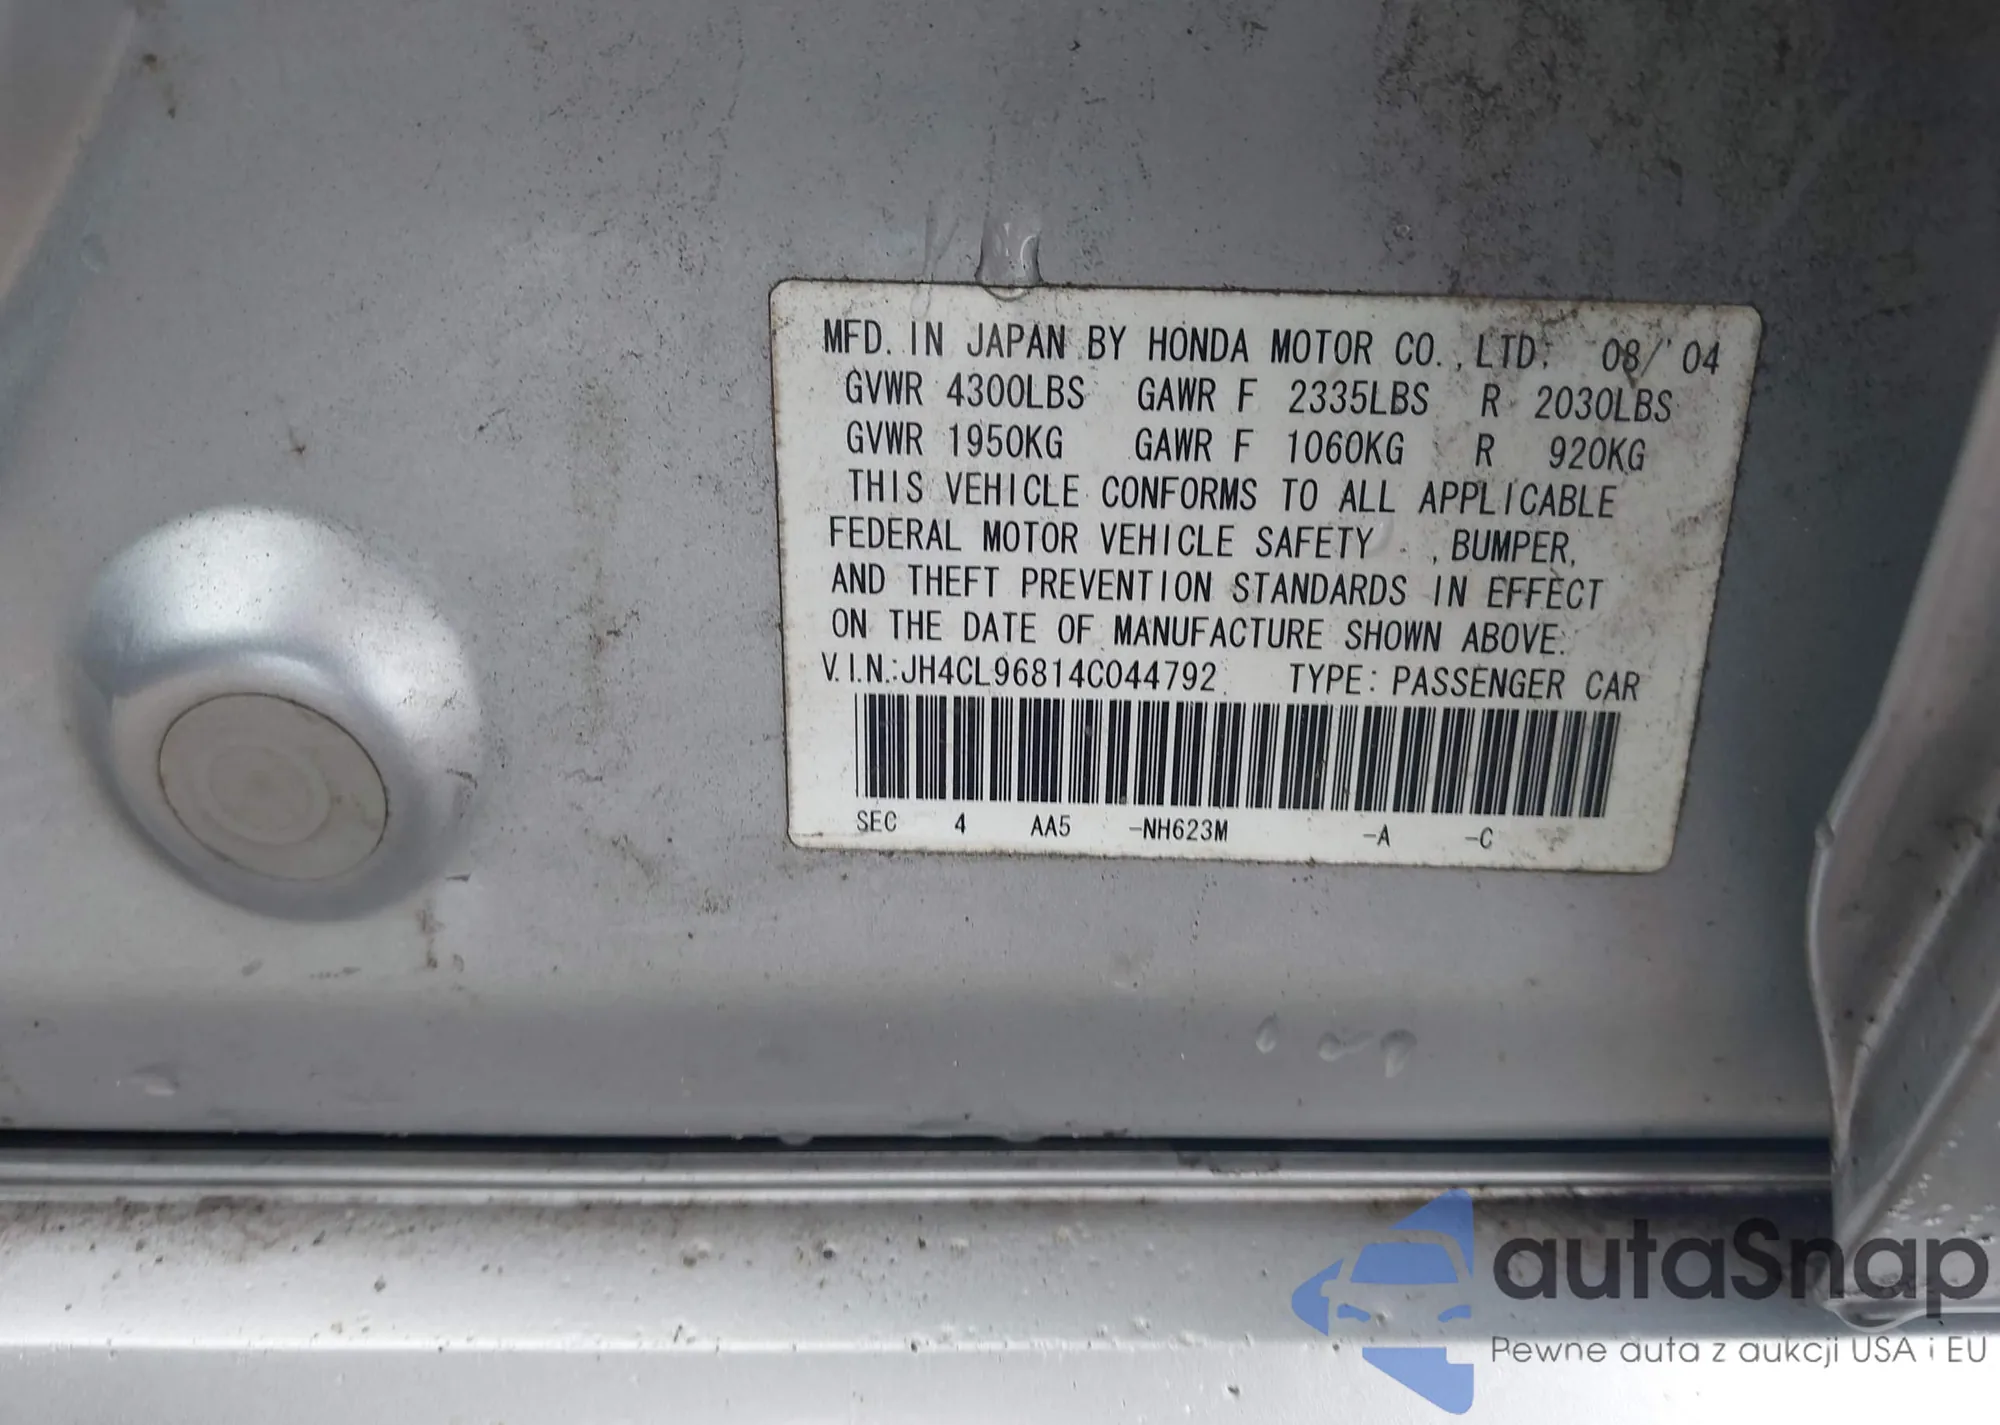 MFD. IN JAPAN BY HONDA MOTOR CO.,LTD. 08/'04
GVWR 4300LBS GAWR F 2335LBS R 2030LBS
GVWR 1950KG GAWR F 1060KG R 920KG
THIS VEHICLE CONFORMS TO ALL APPLICABLE
FEDERAL MOTOR VEHICLE SAFETY , BUMPER,
AND THEFT PREVENTION STANDARDS IN EFFECT
ON THE DATE OF MANUFACTURE SHOWN ABOVE.
V.I.N.:JH4CL96814C044792 TYPE: PASSENGER CAR
SEC 4 AA5 -NH623M -A -C
autaSnap
Pewne auta z aukcji USA i EU